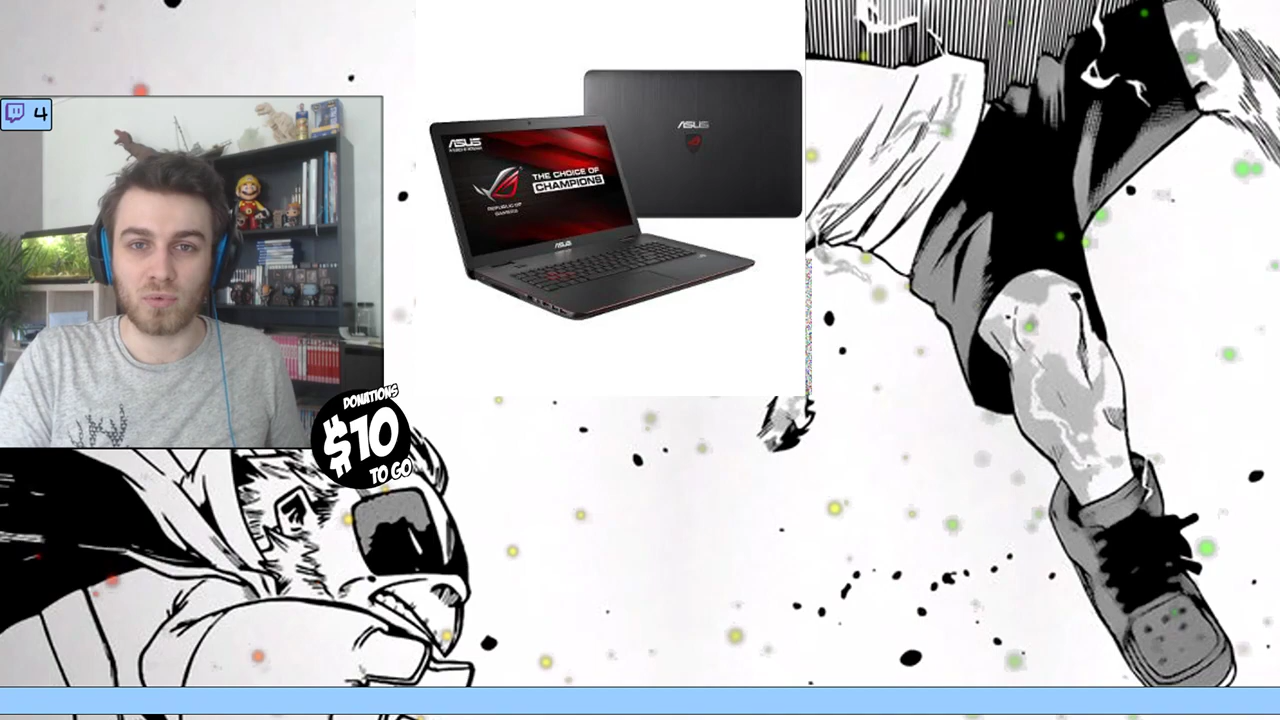 4
ASUS
ASUS
THE CHOICE OF
CHAMPIONS
REPUBLIC OF
GAMERS
ASUS
DONATIONS
$10
TO GO